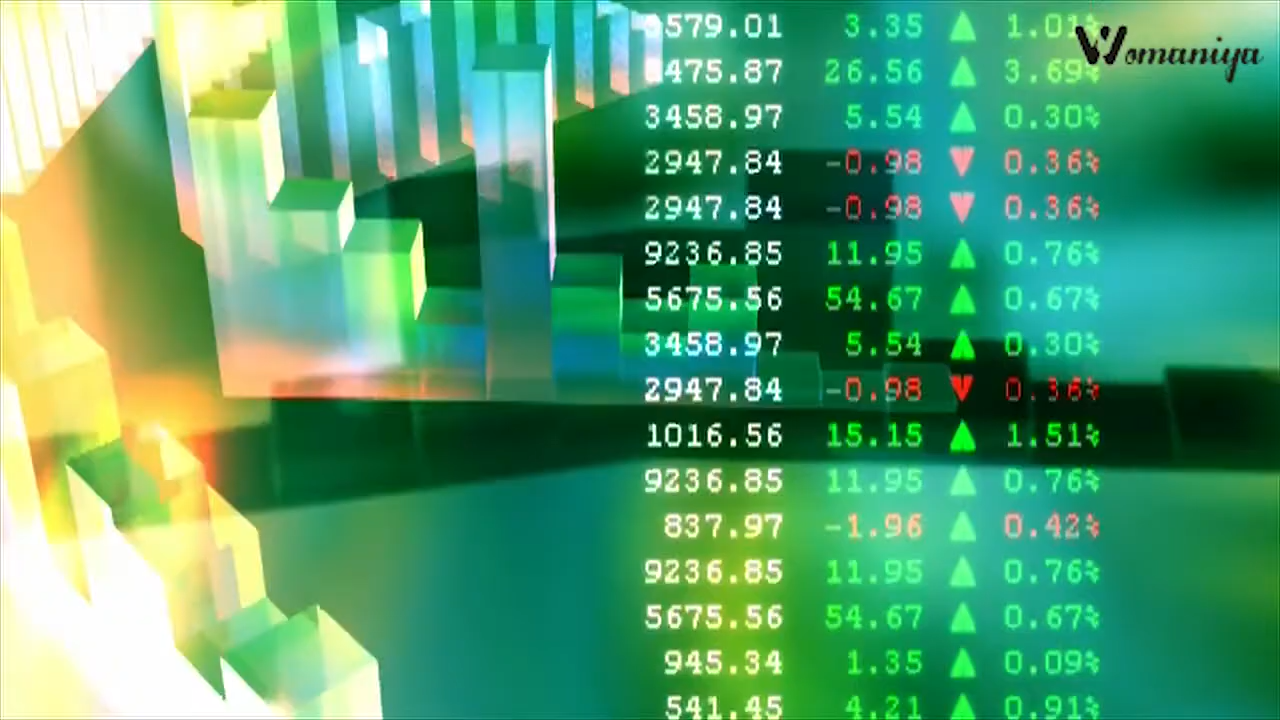 3579.01 3.35 ▲ 1.01%
Womaniya
8475.87 26.56 ▲ 3.69%
3458.97 5.54 ▲ 0.30%
2947.84 -0.98 ▼ 0.36%
2947.84 -0.98 ▼ 0.36%
9236.85 11.95 ▲ 0.76%
5675.56 54.67 ▲ 0.67%
3458.97 5.54 ▲ 0.30%
2947.84 -0.98 ▼ 0.36%
1016.56 15.15 ▲ 1.51%
9236.85 11.95 ▲ 0.76%
837.97 -1.96 ▲ 0.42%
9236.85 11.95 ▲ 0.76%
5675.56 54.67 ▲ 0.67%
945.34 1.35 ▲ 0.09%
541.45 4.21 ▲ 0.91%